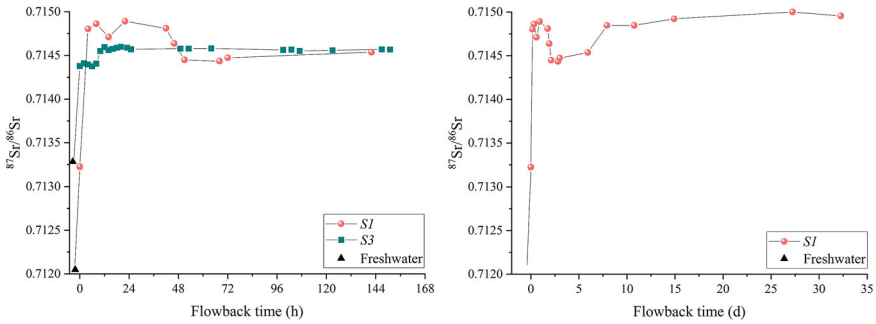 0.7150
0.7145
0.7140
0.7135
0.7130
0.7125
0.7120
87Sr/86Sr
0 24 48 72 96 120 144 168
Flowback time (h)
S1
S3
Freshwater
0.7150
0.7145
0.7140
0.7135
0.7130
0.7125
0.7120
87Sr/86Sr
0 5 10 15 20 25 30 35
Flowback time (d)
S1
Freshwater